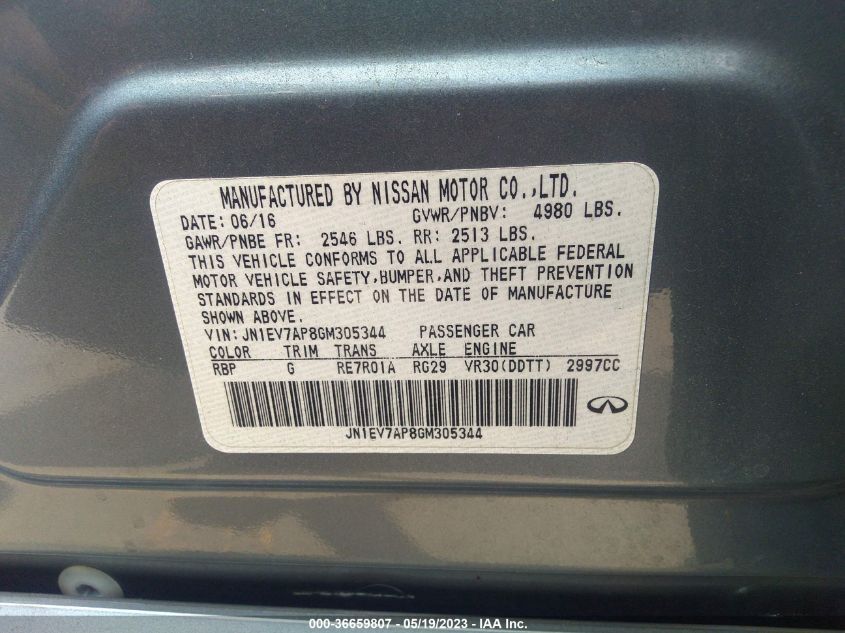 MANUFACTURED BY NISSAN MOTOR CO.,LTD.
DATE: 06/16 GVWR/PNBV: 4980 LBS.
GAWR/PNBE FR: 2546 LBS. RR: 2513 LBS.
THIS VEHICLE CONFORMS TO ALL APPLICABLE FEDERAL
MOTOR VEHICLE SAFETY,BUMPER,AND THEFT PREVENTION
STANDARDS IN EFFECT ON THE DATE OF MANUFACTURE
SHOWN ABOVE.
VIN: JN1EV7AP8GM305344 PASSENGER CAR
COLOR TRIM TRANS AXLE ENGINE
RBP G RE7R01A RG29 VR30(DDTT) 2997CC
JN1EV7AP8GM305344
000-36659807 - 05/19/2023 - IAA Inc.